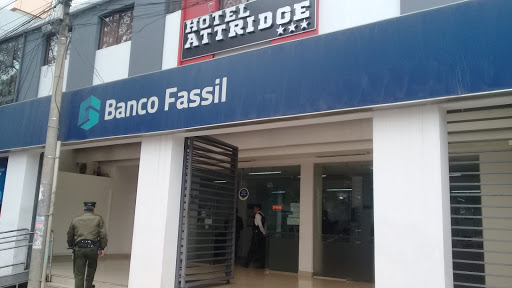 HOTEL
ATTRIDGE
Banco Fassil